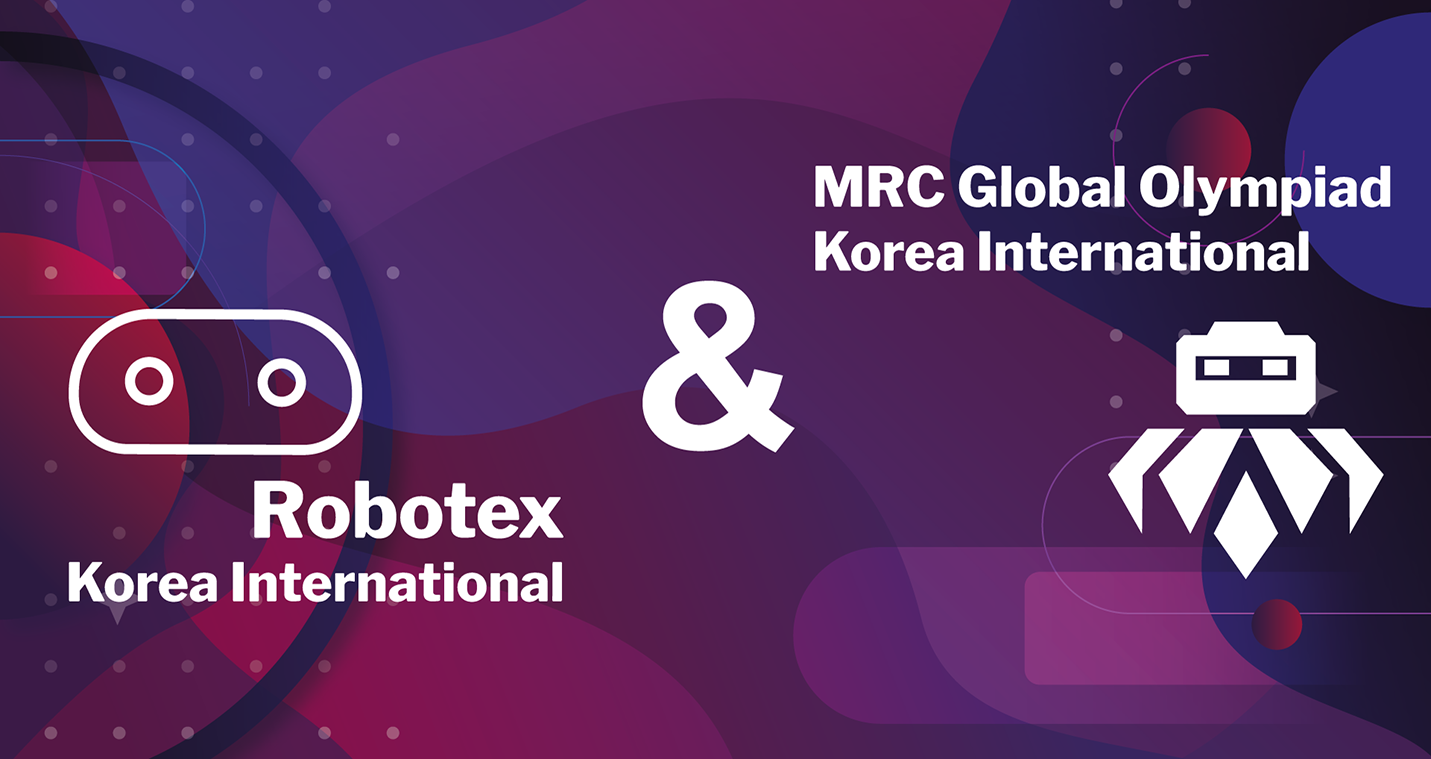 Robotex
Korea International
&
MRC Global Olympiad
Korea International